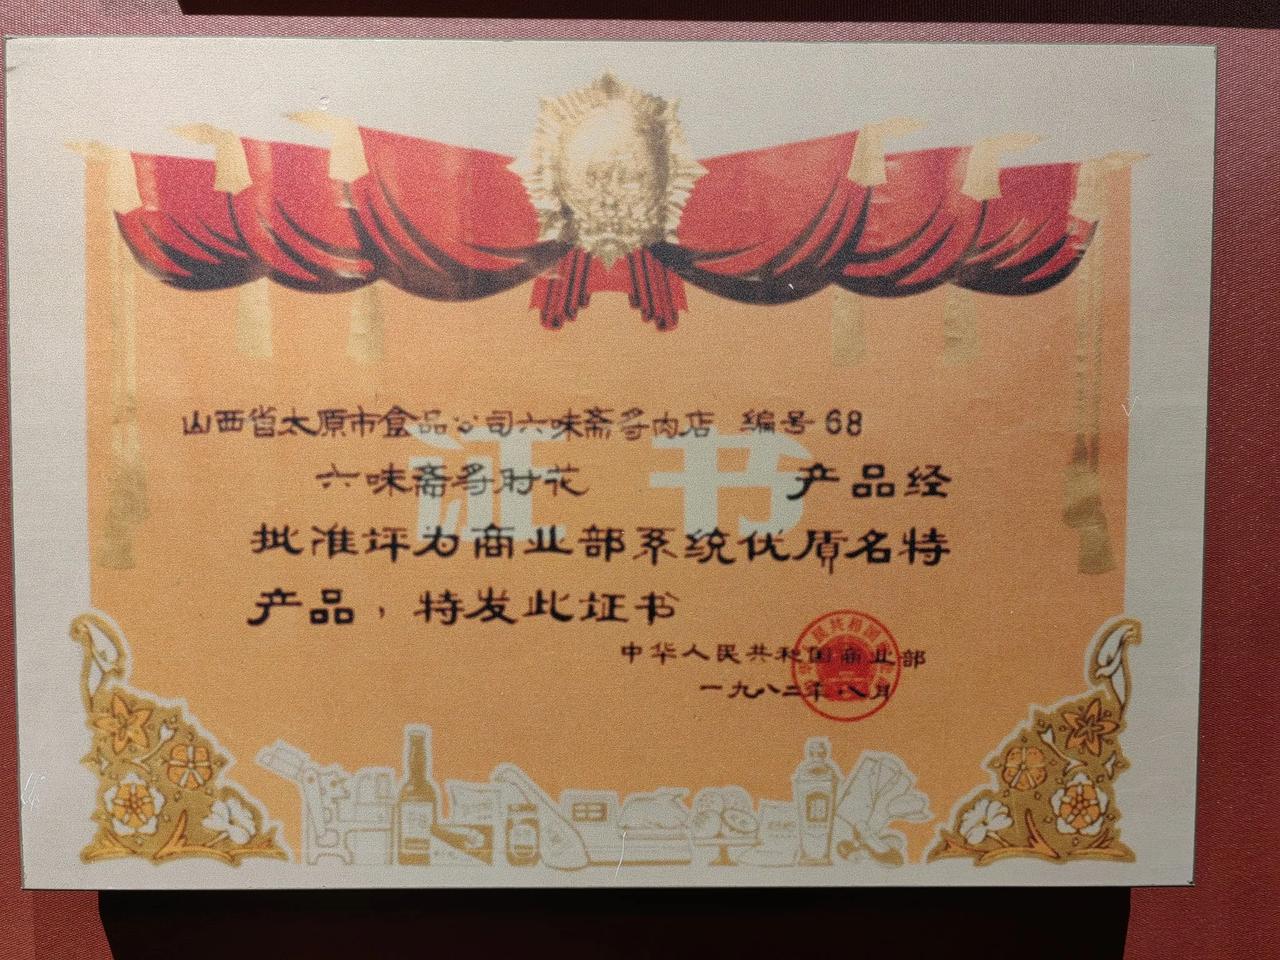 证书
山西省太原市食品公司六味斋酱肉店 编号68
六味斋酱肘花 产品经
批准评为商业部系统优质名特
产品，特发此证书
中华人民共和国商业部
一九八二年八月